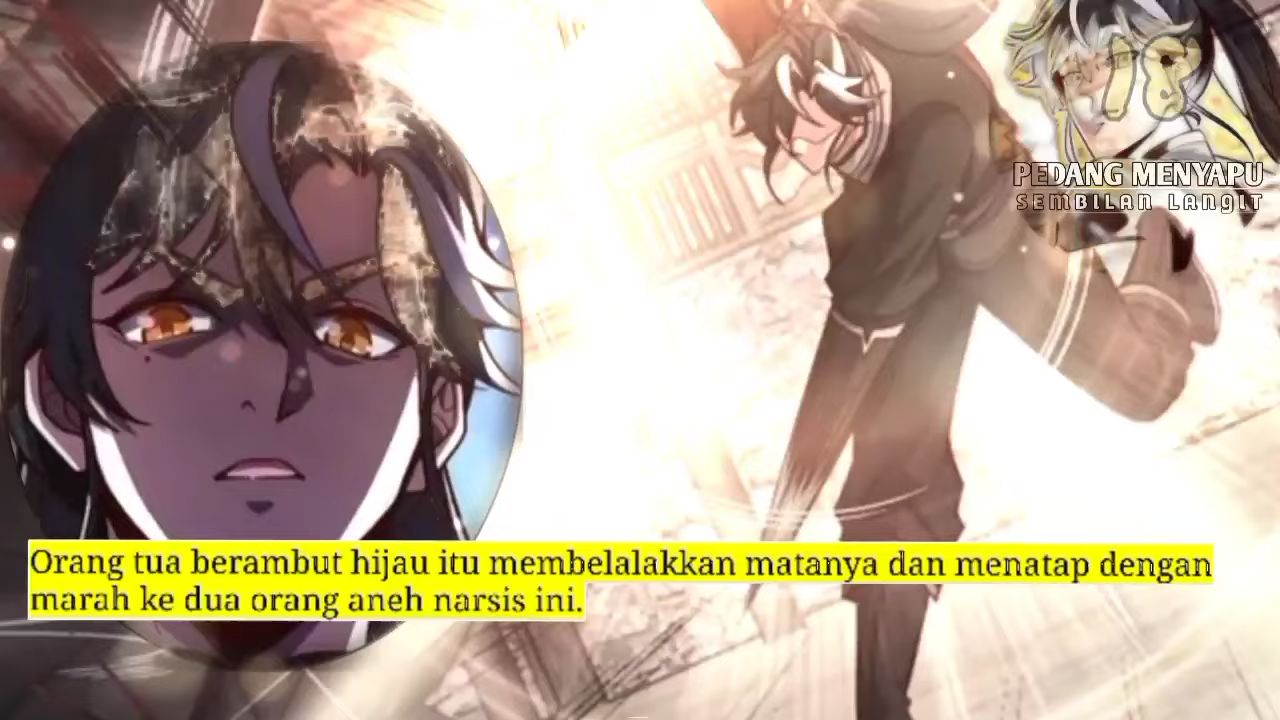 18
PEDANG MENYAPU
SEMBILAN LANGIT
Orang tua berambut hijau itu membelalakkan matanya dan menatap dengan
marah ke dua orang aneh narsis ini.